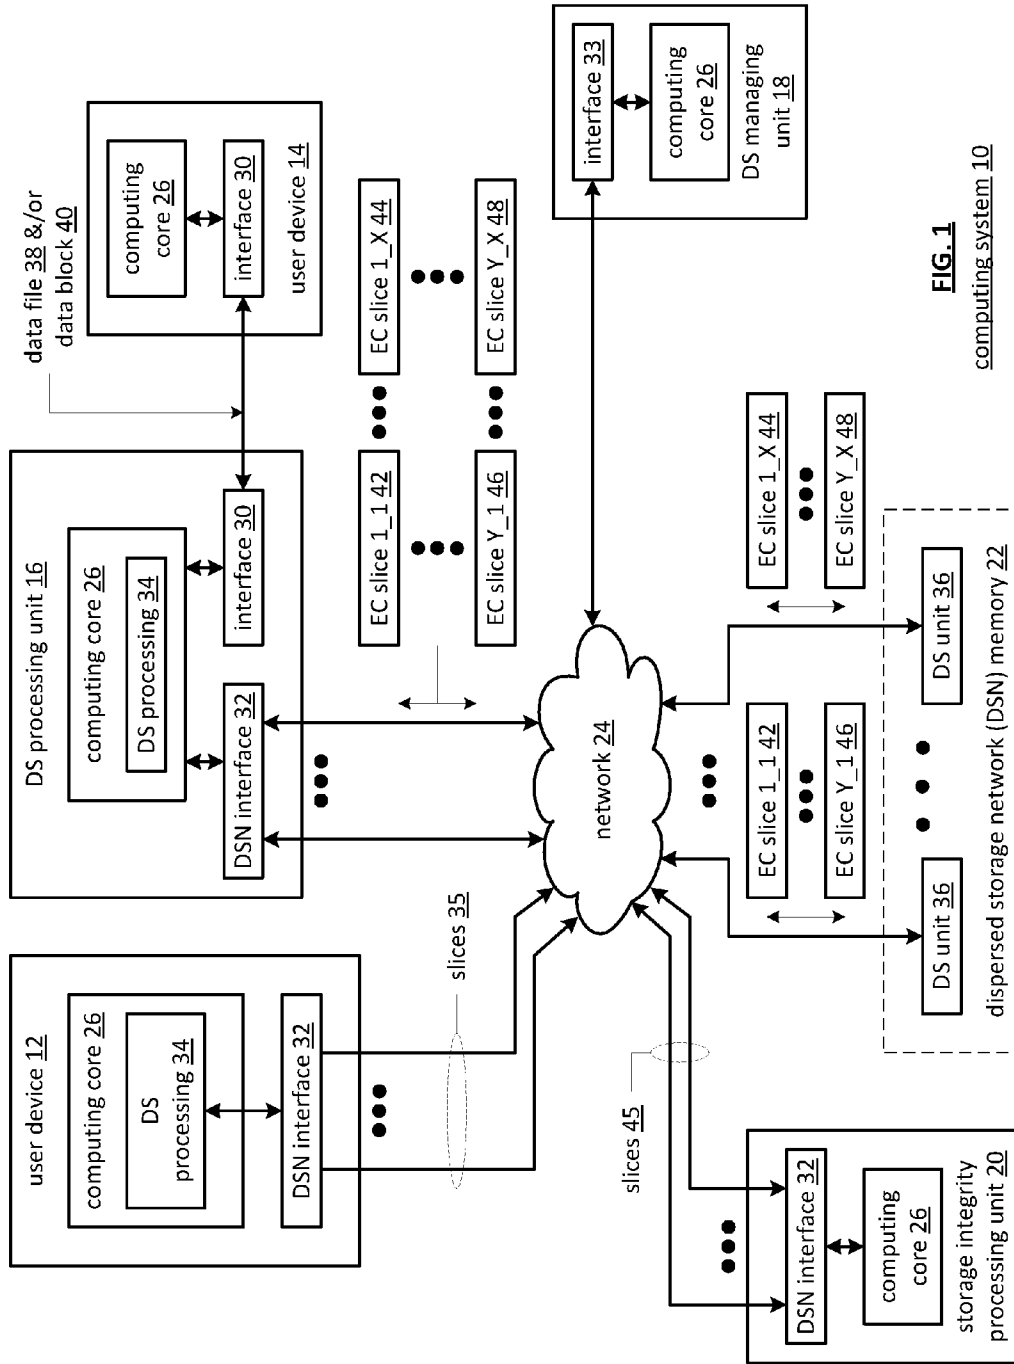 user device 12
computing core 26
DS
processing 34
DSN interface 32
slices 35
DS processing unit 16
computing core 26
DS processing 34
DSN interface 32
interface 30
data file 38 &/or
data block 40
computing
core 26
interface 30
user device 14
EC slice 1_1 42
EC slice 1_X 44
EC slice Y_1 46
EC slice Y_X 48
network 24
interface 33
computing
core 26
DS managing
unit 18
slices 45
DSN interface 32
computing
core 26
storage integrity
processing unit 20
EC slice 1_1 42
EC slice Y_1 46
EC slice 1_X 44
EC slice Y_X 48
DS unit 36
DS unit 36
dispersed storage network (DSN) memory 22
FIG. 1
computing system 10